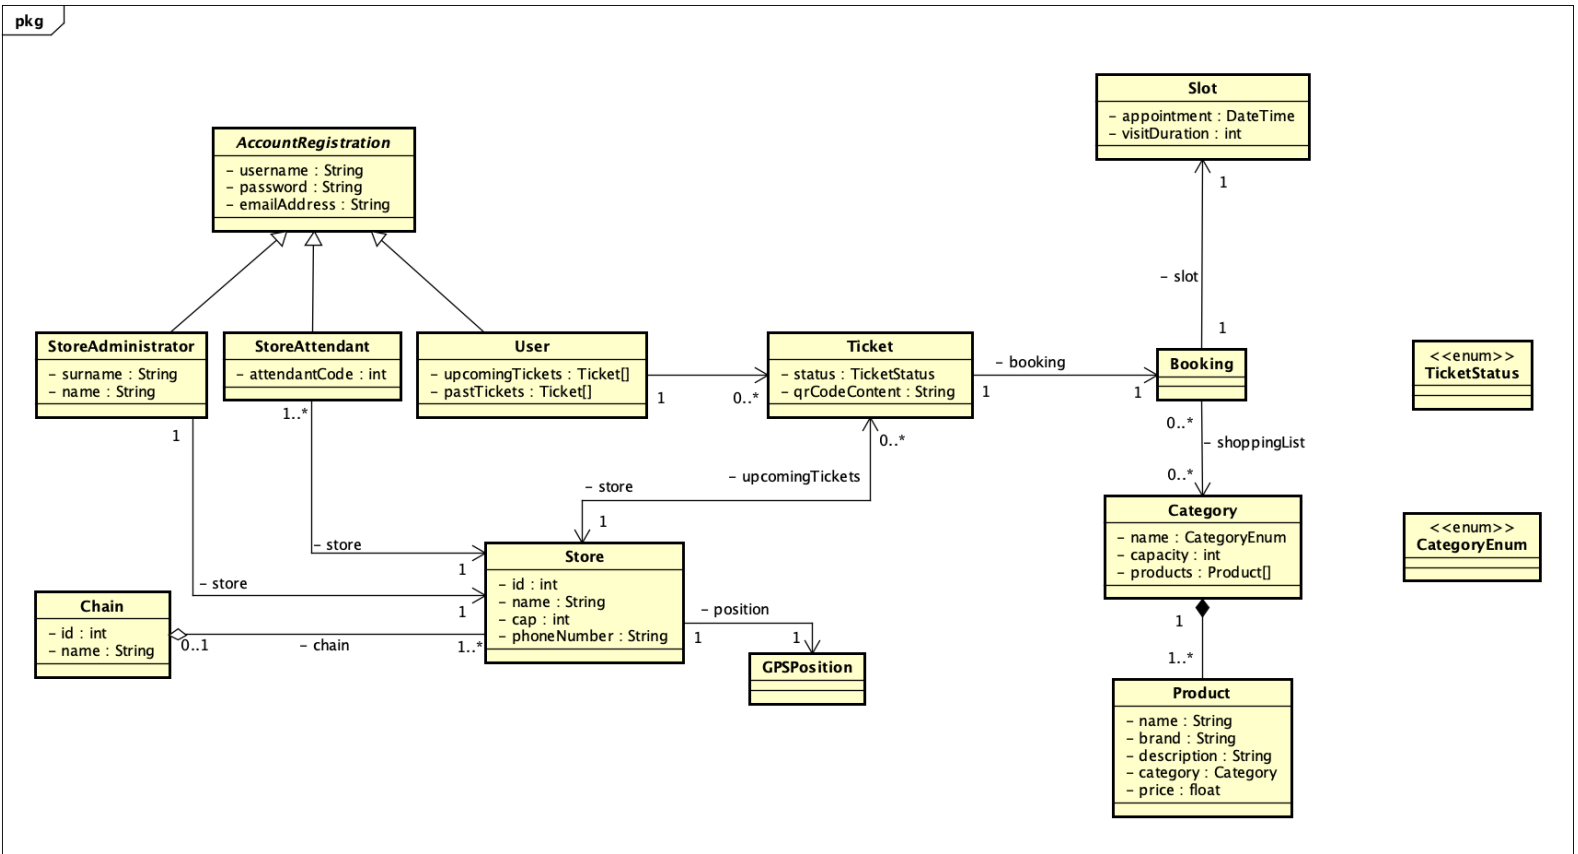 pkg
Slot
– appointment : DateTime
– visitDuration : int
AccountRegistration
– username : String
– password : String
– emailAddress : String
1
– slot
1
StoreAdministrator
– surname : String
– name : String
StoreAttendant
– attendantCode : int
User
– upcomingTickets : Ticket[]
– pastTickets : Ticket[]
1
0..*
Ticket
– status : TicketStatus
– qrCodeContent : String
– booking
1
1
Booking
<<enum>>
TicketStatus
1
1..*
0..*
0..*
– shoppingList
0..*
– upcomingTickets
– store
1
Category
– name : CategoryEnum
– capacity : int
– products : Product[]
<<enum>>
CategoryEnum
– store
1
– store
1
Store
– id : int
– name : String
– cap : int
– phoneNumber : String
Chain
– id : int
– name : String
0..1
– chain
1..*
– position
1
1
GPSPosition
1
1..*
Product
– name : String
– brand : String
– description : String
– category : Category
– price : float